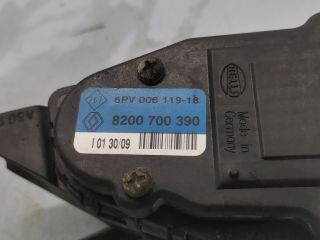 6PV 008 119-18
8200 700 390
I 01 30/09
HELLA
Made in
Germany